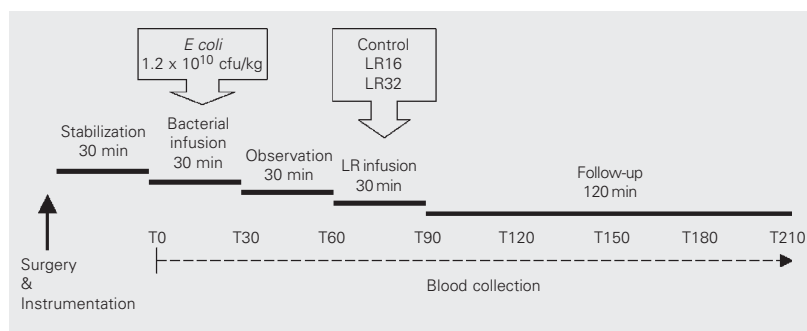 E coli
1.2 x 10¹⁰ cfu/kg
Control
LR16
LR32
Stabilization
30 min
Bacterial
infusion
30 min
Observation
30 min
LR infusion
30 min
Follow-up
120 min
T0 T30 T60 T90 T120 T150 T180 T210
Surgery
&
Instrumentation
Blood collection